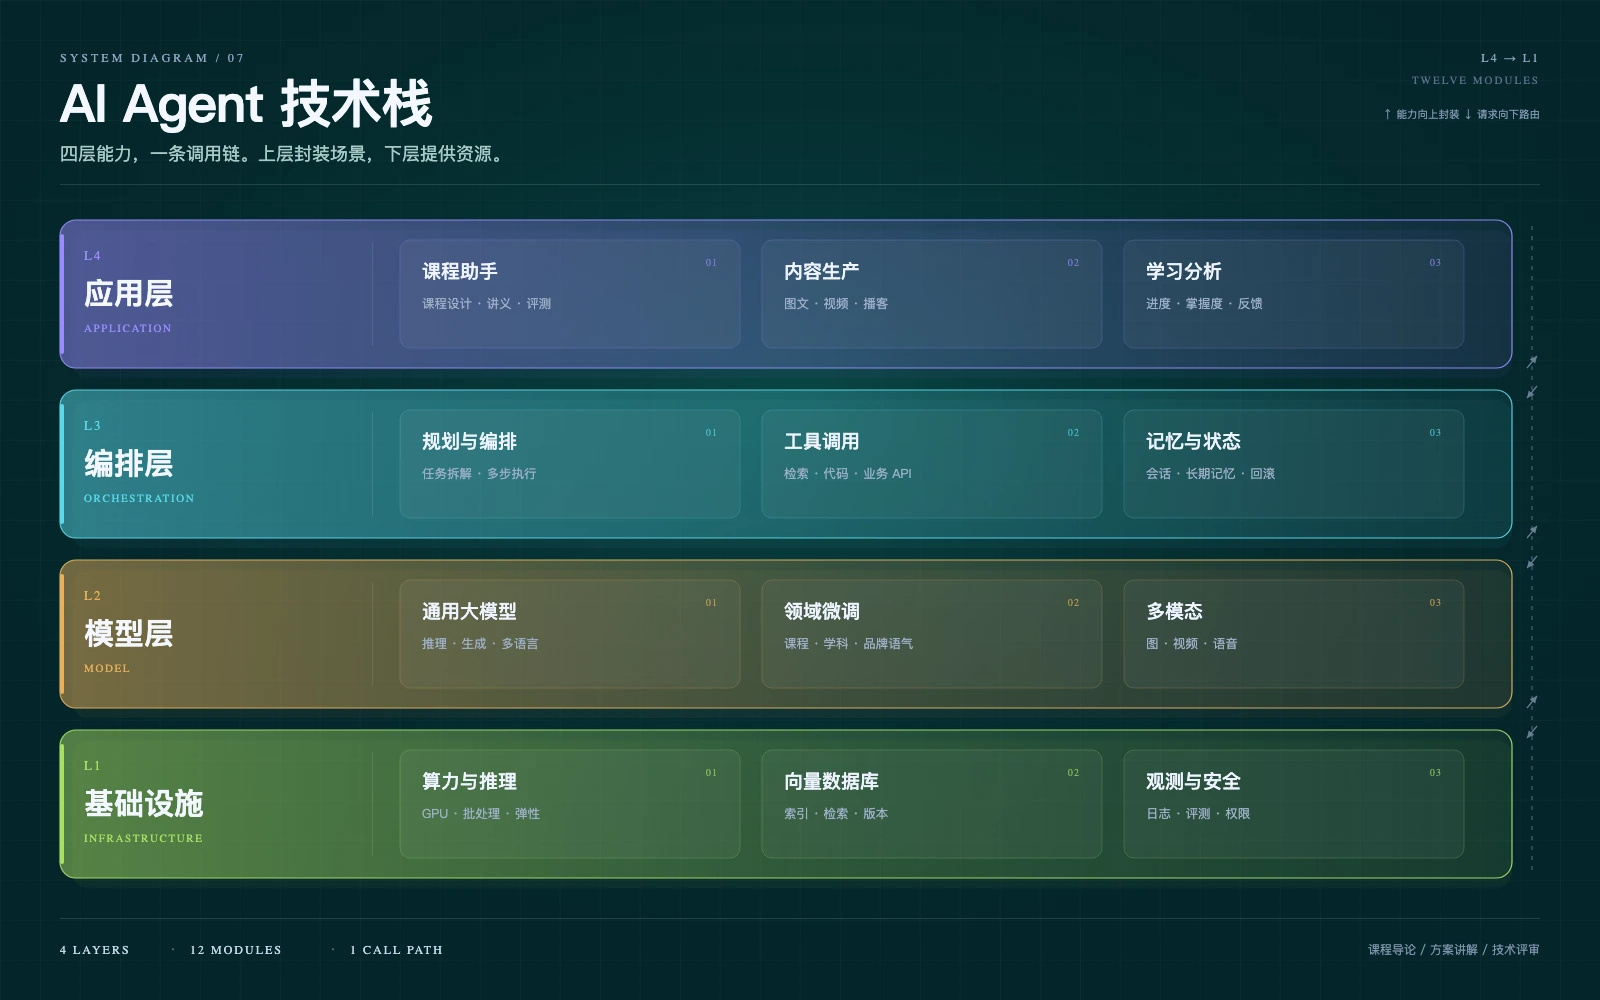 SYSTEM DIAGRAM / 07
AI Agent 技术栈
四层能力，一条调用链。上层封装场景，下层提供资源。
L4 → L1
TWELVE MODULES
↑ 能力向上封装 ↓ 请求向下路由
L4
应用层
APPLICATION
课程助手
01
课程设计 · 讲义 · 评测
内容生产
02
图文 · 视频 · 播客
学习分析
03
进度 · 掌握度 · 反馈
L3
编排层
ORCHESTRATION
规划与编排
01
任务拆解 · 多步执行
工具调用
02
检索 · 代码 · 业务 API
记忆与状态
03
会话 · 长期记忆 · 回滚
L2
模型层
MODEL
通用大模型
01
推理 · 生成 · 多语言
领域微调
02
课程 · 学科 · 品牌语气
多模态
03
图 · 视频 · 语音
L1
基础设施
INFRASTRUCTURE
算力与推理
01
GPU · 批处理 · 弹性
向量数据库
02
索引 · 检索 · 版本
观测与安全
03
日志 · 评测 · 权限
4 LAYERS · 12 MODULES · 1 CALL PATH
课程导论 / 方案讲解 / 技术评审